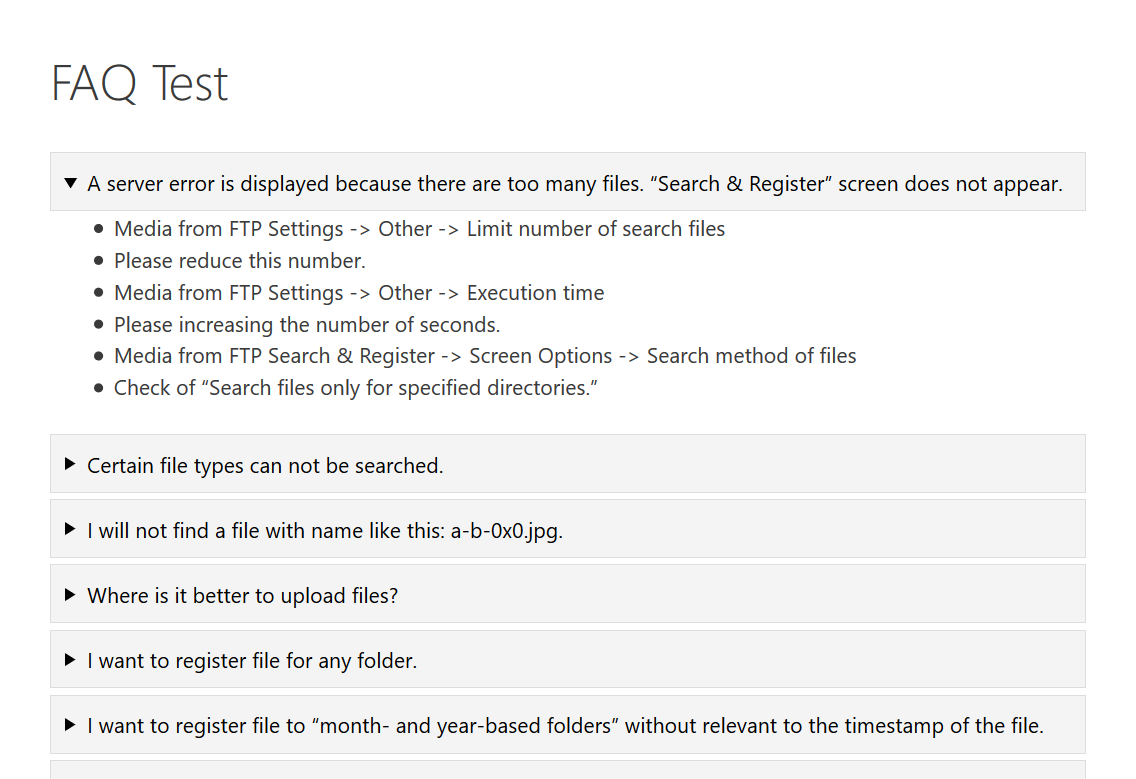 FAQ Test
A server error is displayed because there are too many files. “Search & Register” screen does not appear.
Media from FTP Settings -> Other -> Limit number of search files
Please reduce this number.
Media from FTP Settings -> Other -> Execution time
Please increasing the number of seconds.
Media from FTP Search & Register -> Screen Options -> Search method of files
Check of “Search files only for specified directories.”
Certain file types can not be searched.
I will not find a file with name like this: a-b-0x0.jpg.
Where is it better to upload files?
I want to register file for any folder.
I want to register file to “month- and year-based folders” without relevant to the timestamp of the file.